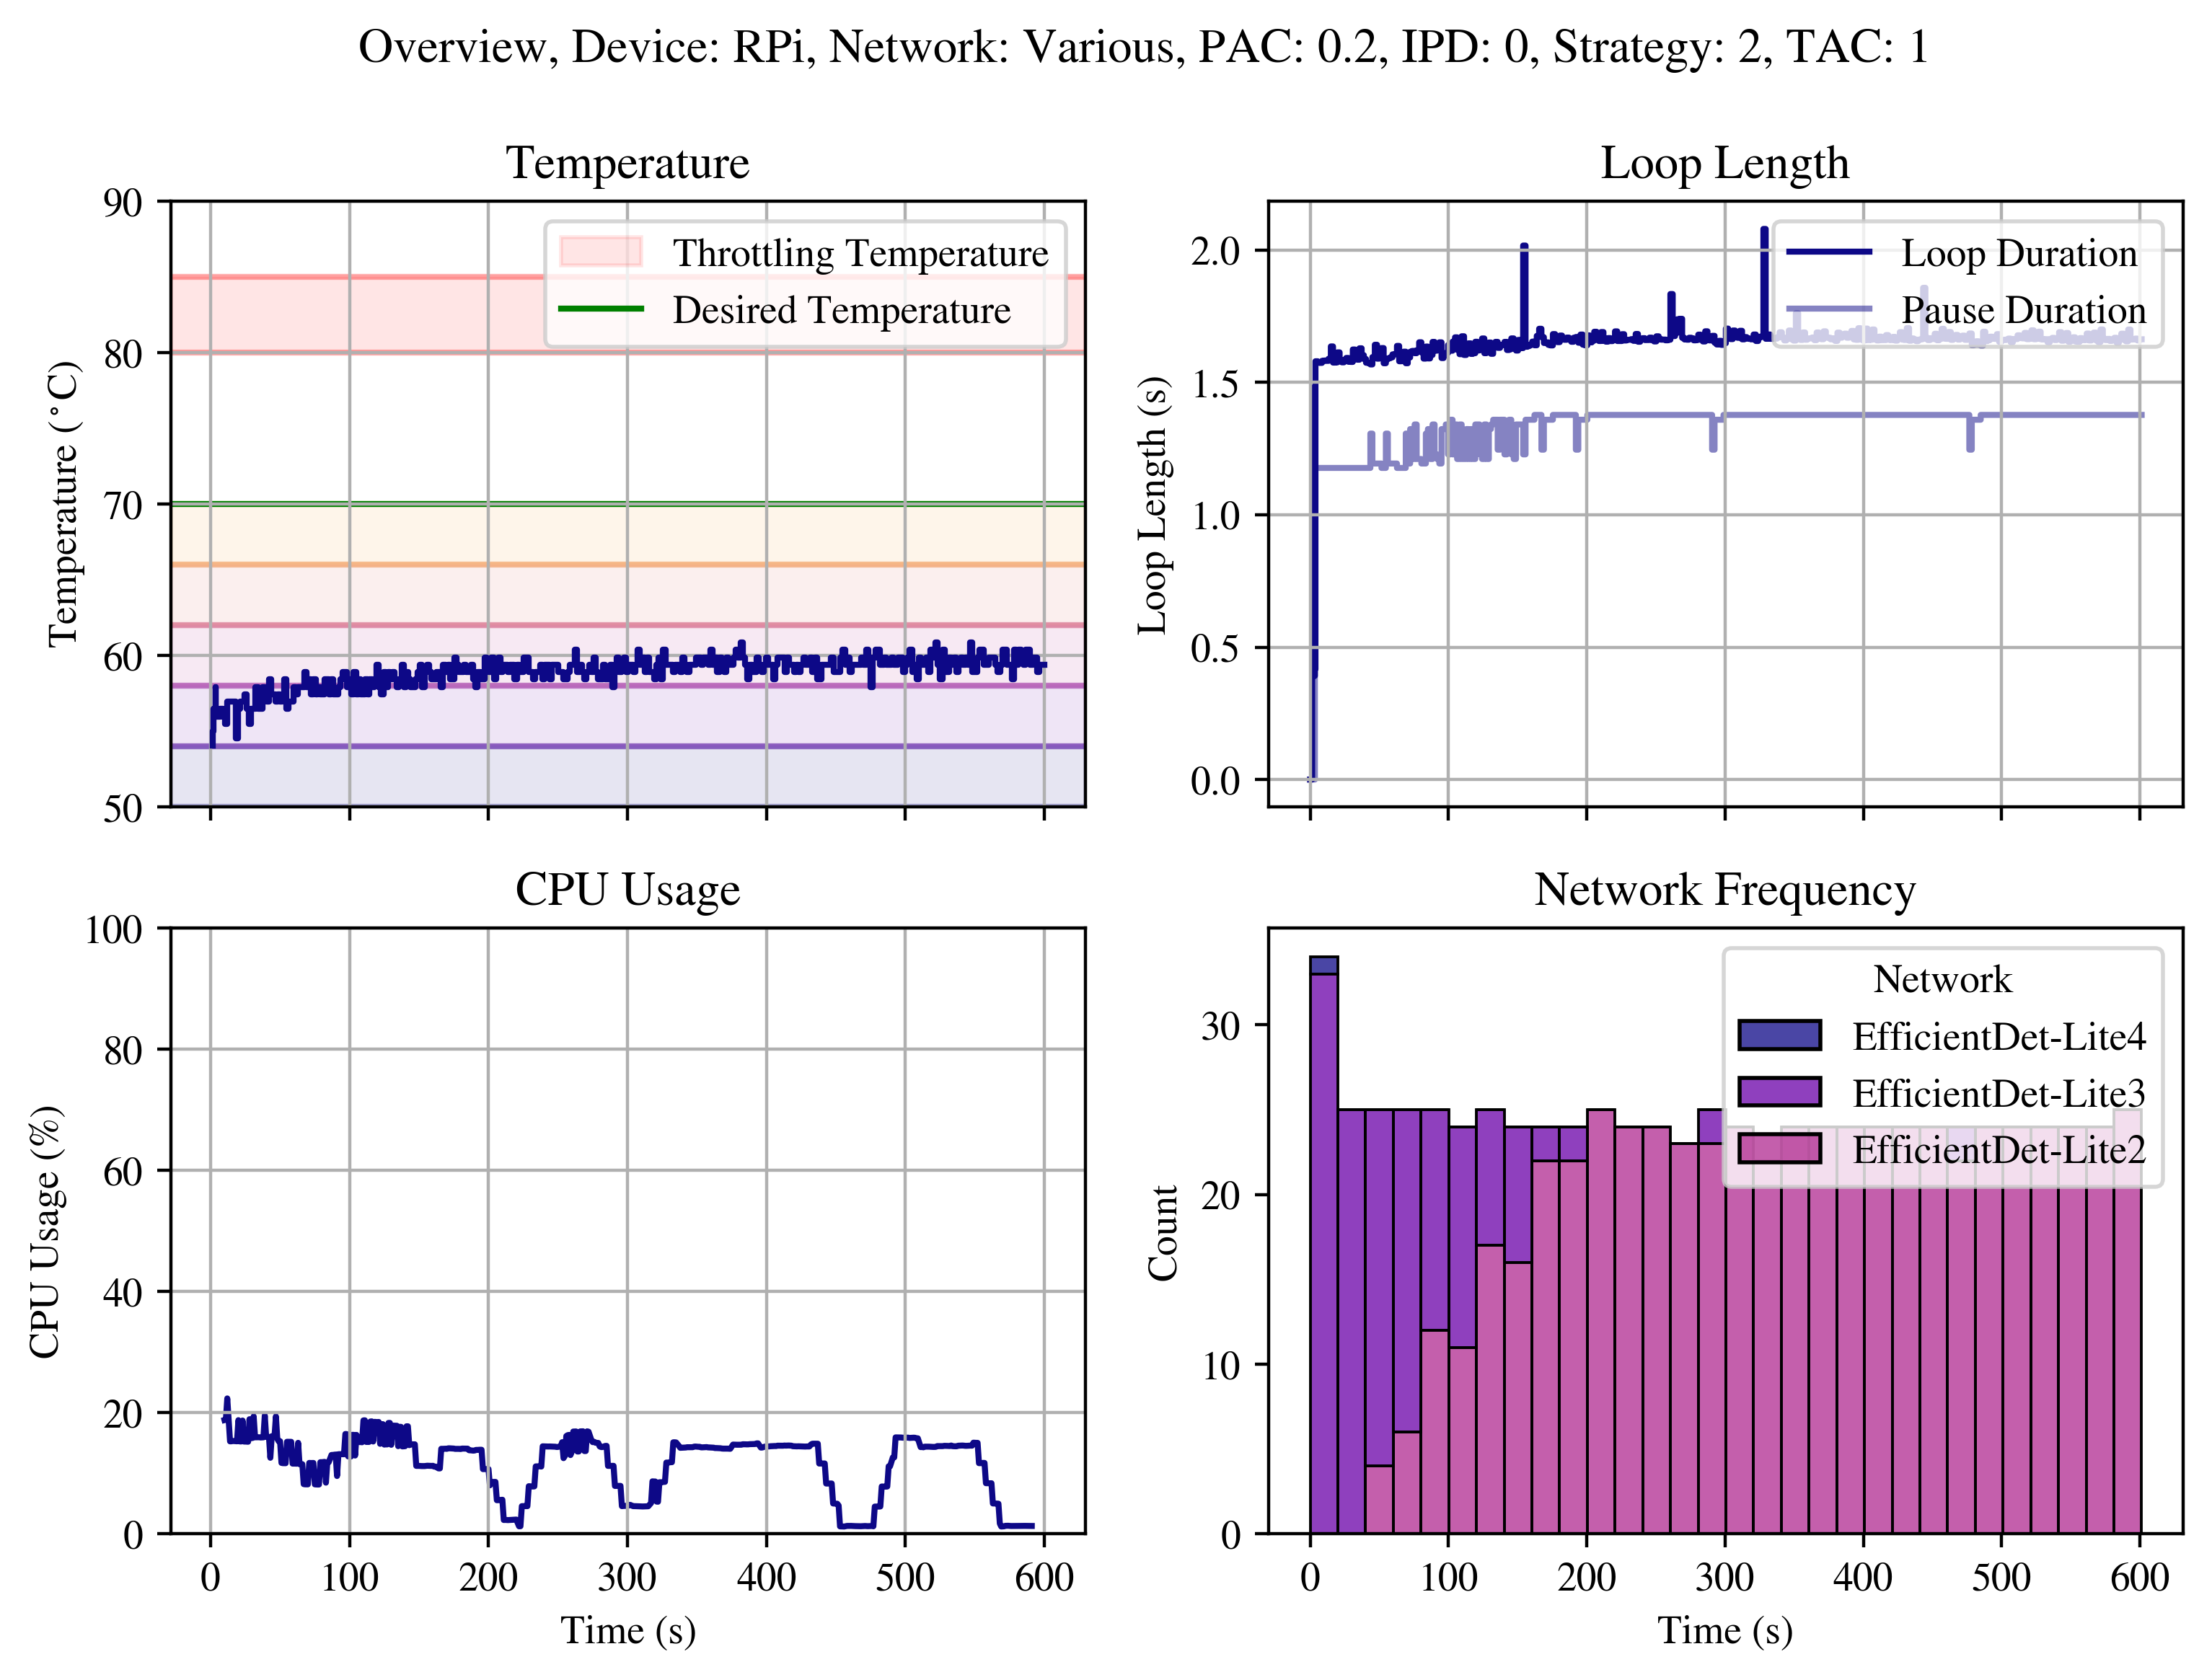 Overview, Device: RPi, Network: Various, PAC: 0.2, IPD: 0, Strategy: 2, TAC: 1
Temperature
90
80
70
60
50
Temperature (°C)
Throttling Temperature
Desired Temperature
Loop Length
2.0
1.5
1.0
0.5
0.0
Loop Length (s)
Loop Duration
Pause Duration
CPU Usage
100
80
60
40
20
0
CPU Usage (%)
0 100 200 300 400 500 600
Time (s)
Network Frequency
30
20
10
0
Count
Network
EfficientDet-Lite4
EfficientDet-Lite3
EfficientDet-Lite2
0 100 200 300 400 500 600
Time (s)